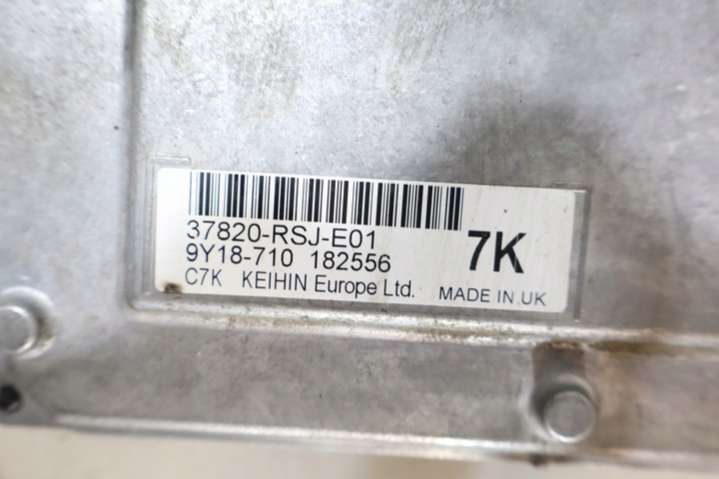 37820-RSJ-E01
9Y18-710 182556
7K
C7K KEIHIN Europe Ltd. MADE IN UK